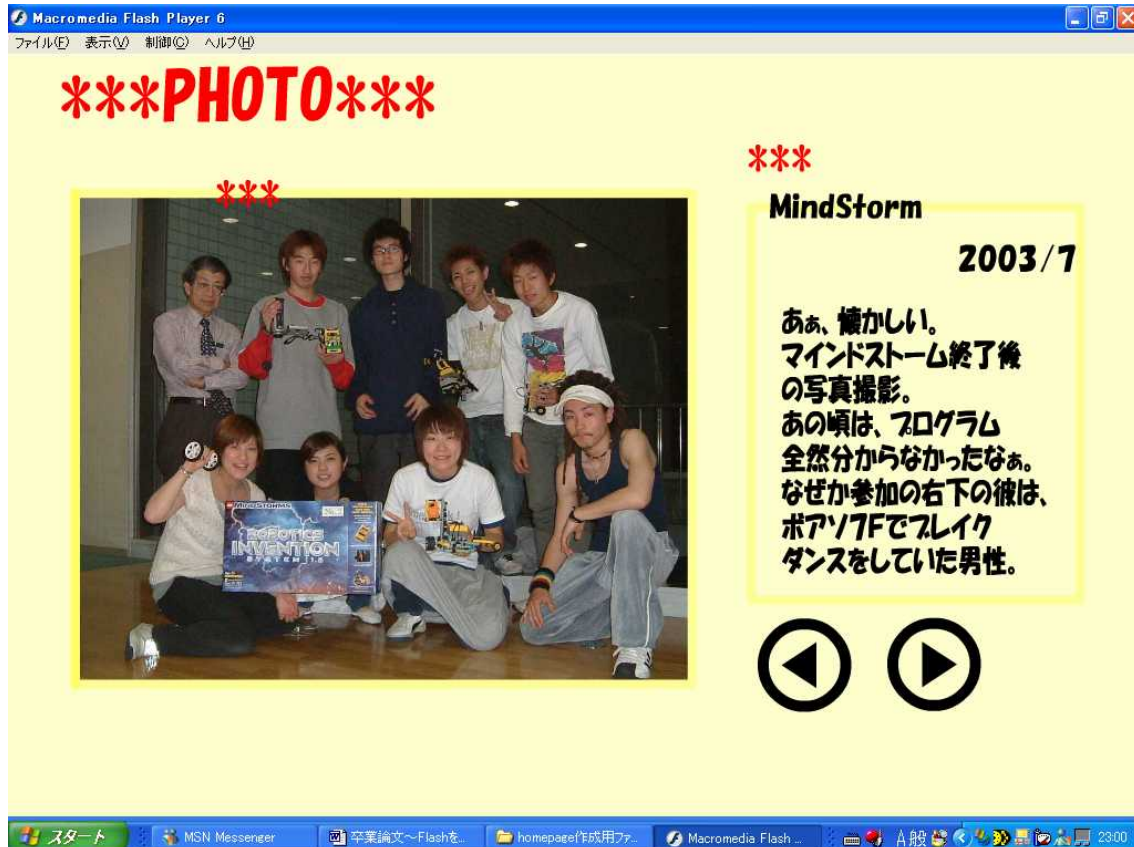 Macromedia Flash Player 6
ファイル(F) 表示(V) 制御(C) ヘルプ(H)
***PHOTO***
***
***
MindStorm
2003/7
あぁ、懐かしい。
マインドストーム終了後
の写真撮影。
あの頃は、プログラム
全然分からなかったなぁ。
なぜか参加の右下の彼は、
ボアソ7Fでブレイク
ダンスをしていた男性。
MINDSTORMS
ROBOTICS
INVENTION
SYSTEM 1.5
スタート
MSN Messenger
卒業論文~Flashを...
homepage作成用ファ...
Macromedia Flash ...
A般
23:00